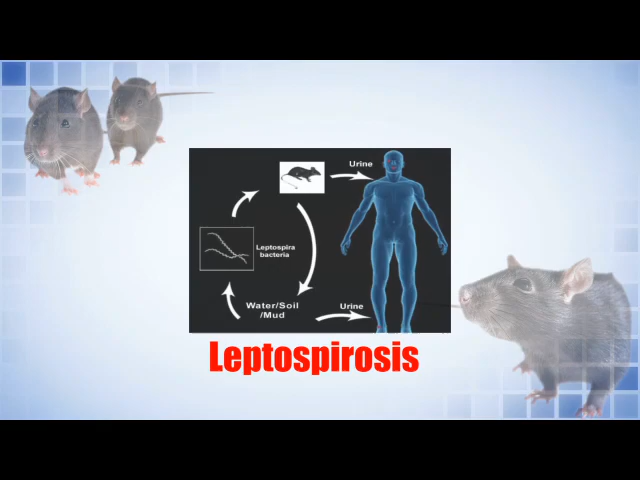 Urine
Leptospira
bacteria
Water/Soil
/Mud
Urine
Leptospirosis